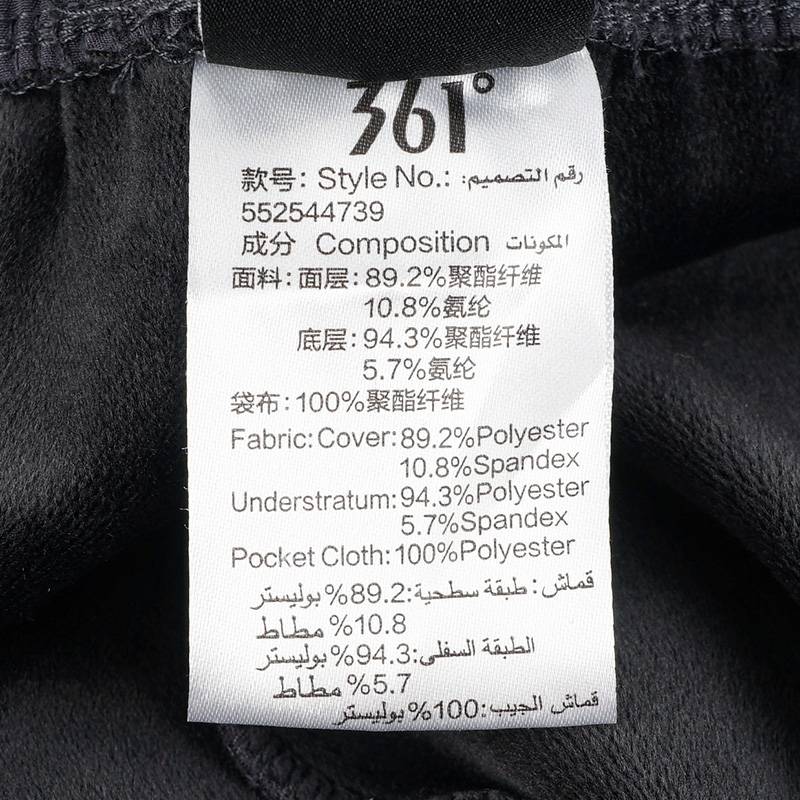 361°
款号: Style No.: رقم التصميم:
552544739
成分 Composition المكونات
面料: 面层: 89.2%聚酯纤维
10.8%氨纶
底层: 94.3%聚酯纤维
5.7%氨纶
袋布: 100%聚酯纤维
Fabric: Cover: 89.2%Polyester
10.8%Spandex
Understratum: 94.3%Polyester
5.7%Spandex
Pocket Cloth: 100%Polyester
قماش: طبقة سطحية: 89.2% بوليستر
10.8% مطاط
الطبقة السفلى: 94.3% بوليستر
5.7% مطاط
قماش الجيب: 100% بوليستر